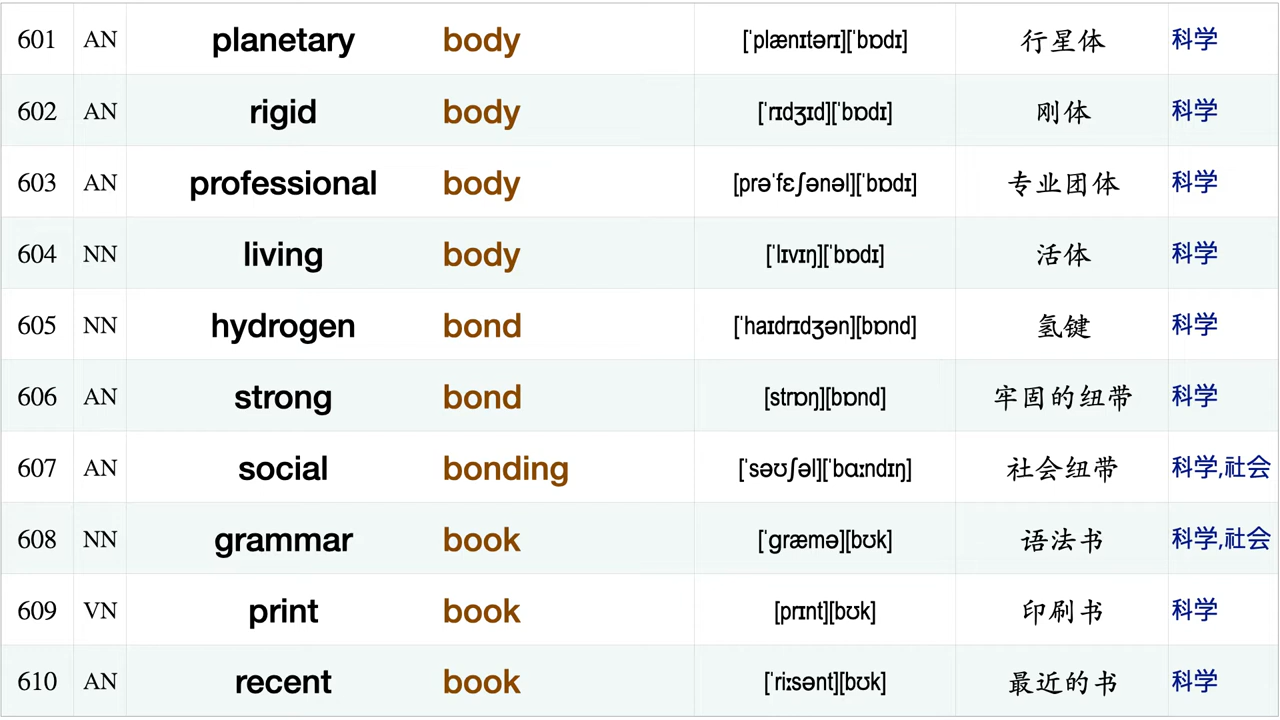 601 AN planetary body [ˈplænɪtərɪ][ˈbɒdɪ] 行星体 科学
602 AN rigid body [ˈrɪdʒɪd][ˈbɒdɪ] 刚体 科学
603 AN professional body [prəˈfɛʃənəl][ˈbɒdɪ] 专业团体 科学
604 NN living body [ˈlɪvɪŋ][ˈbɒdɪ] 活体 科学
605 NN hydrogen bond [ˈhaɪdrɪdʒən][bɒnd] 氢键 科学
606 AN strong bond [strɒŋ][bɒnd] 牢固的纽带 科学
607 AN social bonding [ˈsəʊʃəl][ˈbɑːndɪŋ] 社会纽带 科学,社会
608 NN grammar book [ˈɡræmə][bʊk] 语法书 科学,社会
609 VN print book [prɪnt][bʊk] 印刷书 科学
610 AN recent book [ˈriːsənt][bʊk] 最近的书 科学